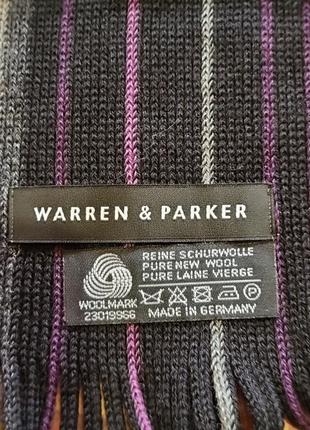 WARREN & PARKER
REINE SCHURWOLLE
PURE NEW WOOL
PURE LAINE VIERGE
WOOLMARK
23019966
MADE IN GERMANY